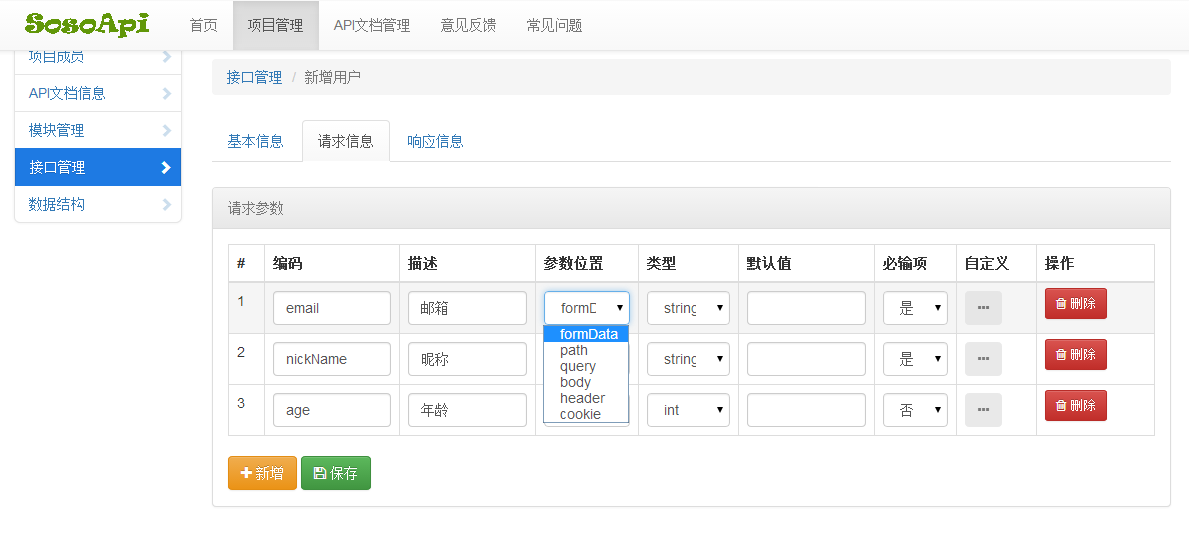 SosoApi 首页 项目管理 API文档管理 意见反馈 常见问题
项目成员
API文档信息
模块管理
接口管理
数据结构
接口管理 / 新增用户
基本信息 请求信息 响应信息
请求参数
# 编码 描述 参数位置 类型 默认值 必输项 自定义 操作
1 email 邮箱 formD string 是 ... 删除
formData
path
query
body
header
cookie
2 nickName 昵称 string 是 ... 删除
3 age 年龄 int 否 ... 删除
新增 保存